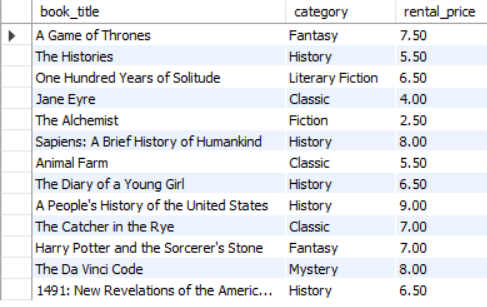 book_title category rental_price
A Game of Thrones Fantasy 7.50
The Histories History 5.50
One Hundred Years of Solitude Literary Fiction 6.50
Jane Eyre Classic 4.00
The Alchemist Fiction 2.50
Sapiens: A Brief History of Humankind History 8.00
Animal Farm Classic 5.50
The Diary of a Young Girl History 6.50
A People's History of the United States History 9.00
The Catcher in the Rye Classic 7.00
Harry Potter and the Sorcerer's Stone Fantasy 7.00
The Da Vinci Code Mystery 8.00
1491: New Revelations of the Americ... History 6.50